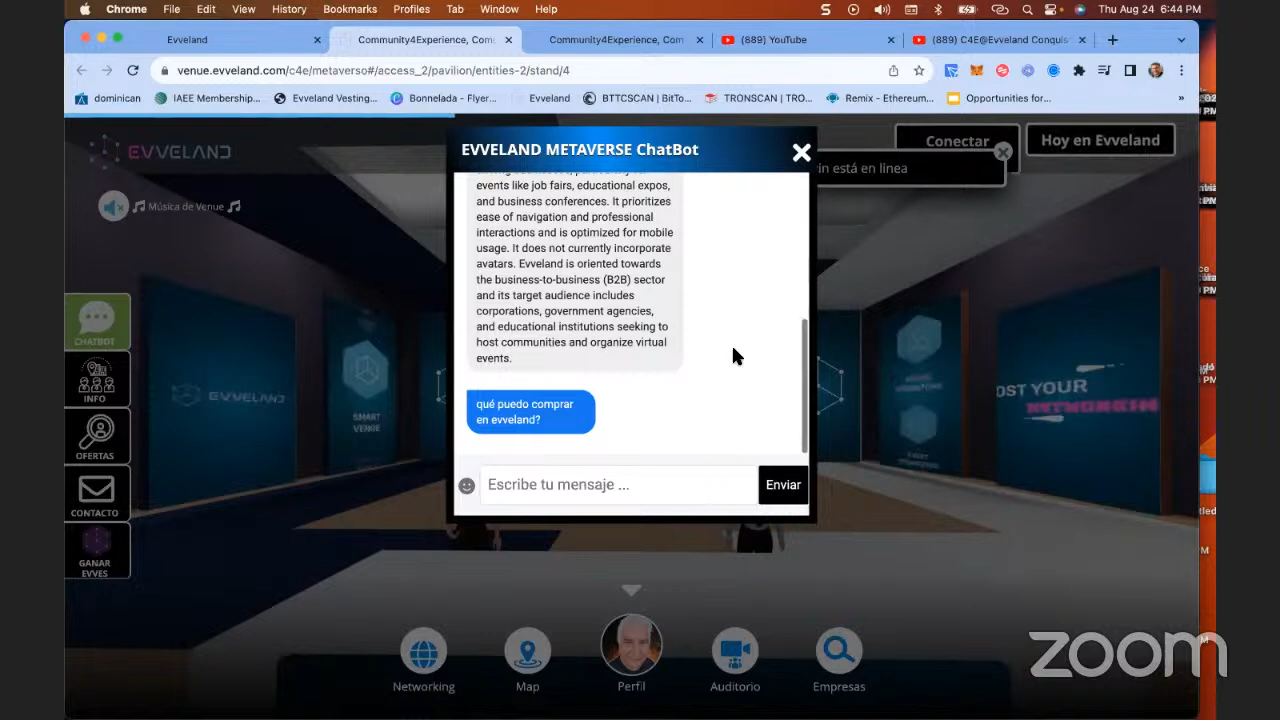 Chrome File Edit View History Bookmarks Profiles Tab Window Help Thu Aug 24 6:44 PM
Evveland Community4Experience, Com Community4Experience, Com (889) YouTube (889) C4E@Evveland Conquis
venue.evveland.com/c4e/metaverso#/access_2/pavilion/entities-2/stand/4
dominican IAEE Membership... Evveland Vesting... Bonnelada - Flyer... Evveland BTTCSCAN | BitTo... TRONSCAN | TRO... Remix - Ethereum... Opportunities for... »
EVVELAND
Música de Venue
EVVELAND METAVERSE ChatBot
Conectar
Hoy en Evveland
está en linea
events like job fairs, educational expos,
and business conferences. It prioritizes
ease of navigation and professional
interactions and is optimized for mobile
usage. It does not currently incorporate
avatars. Evveland is oriented towards
the business-to-business (B2B) sector
and its target audience includes
corporations, government agencies,
and educational institutions seeking to
host communities and organize virtual
events.
qué puedo comprar
en evveland?
Escribe tu mensaje ...
Enviar
CHATBOT
INFO
OFERTAS
CONTACTO
GANAR
EVVES
EVVELAND
SMART
VENUE
OST YOUR
NETWORKING
Networking
Map
Perfil
Auditorio
Empresas
zoom